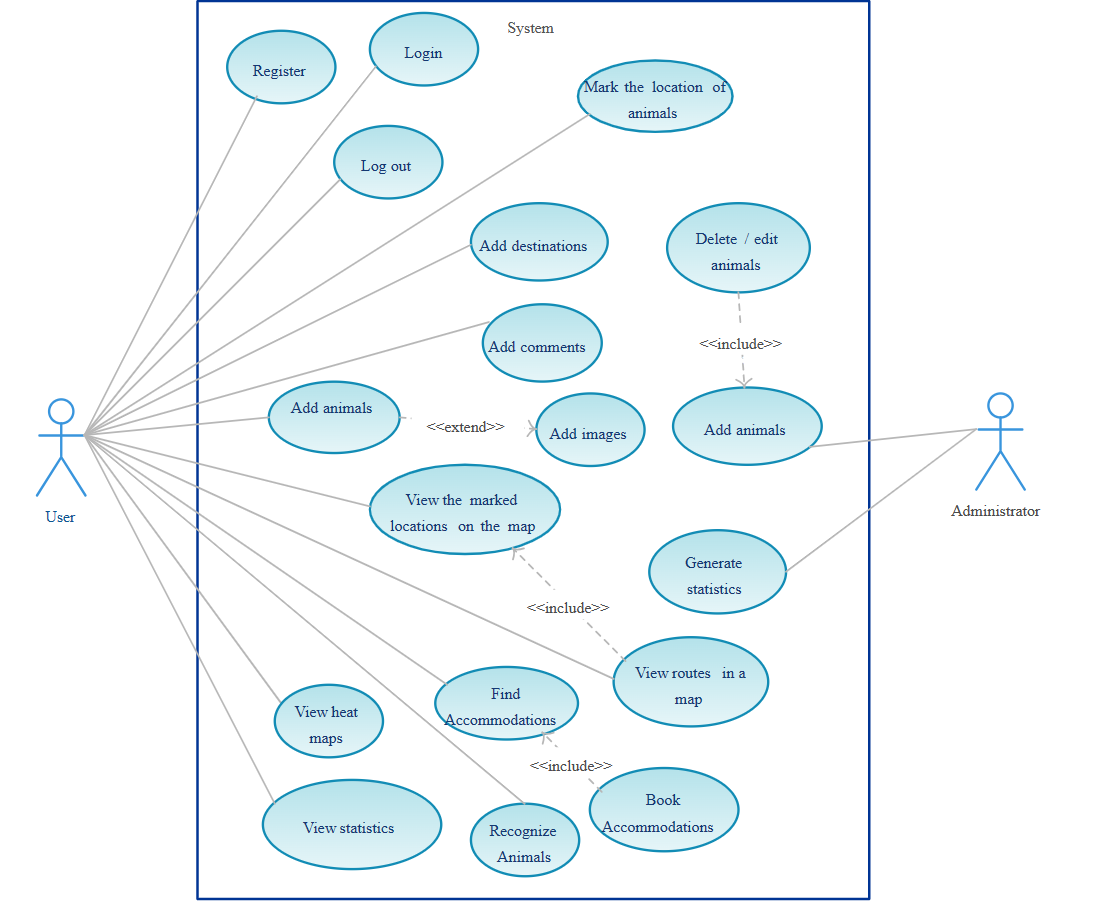 System
Login
Register
Mark the location of
animals
Log out
Add destinations
Delete / edit
animals
<<include>>
Add comments
Add animals
<<extend>>
Add images
Add animals
View the marked
locations on the map
User
Administrator
Generate
statistics
<<include>>
View routes in a
map
Find
Accommodations
View heat
maps
<<include>>
Book
Accommodations
View statistics
Recognize
Animals